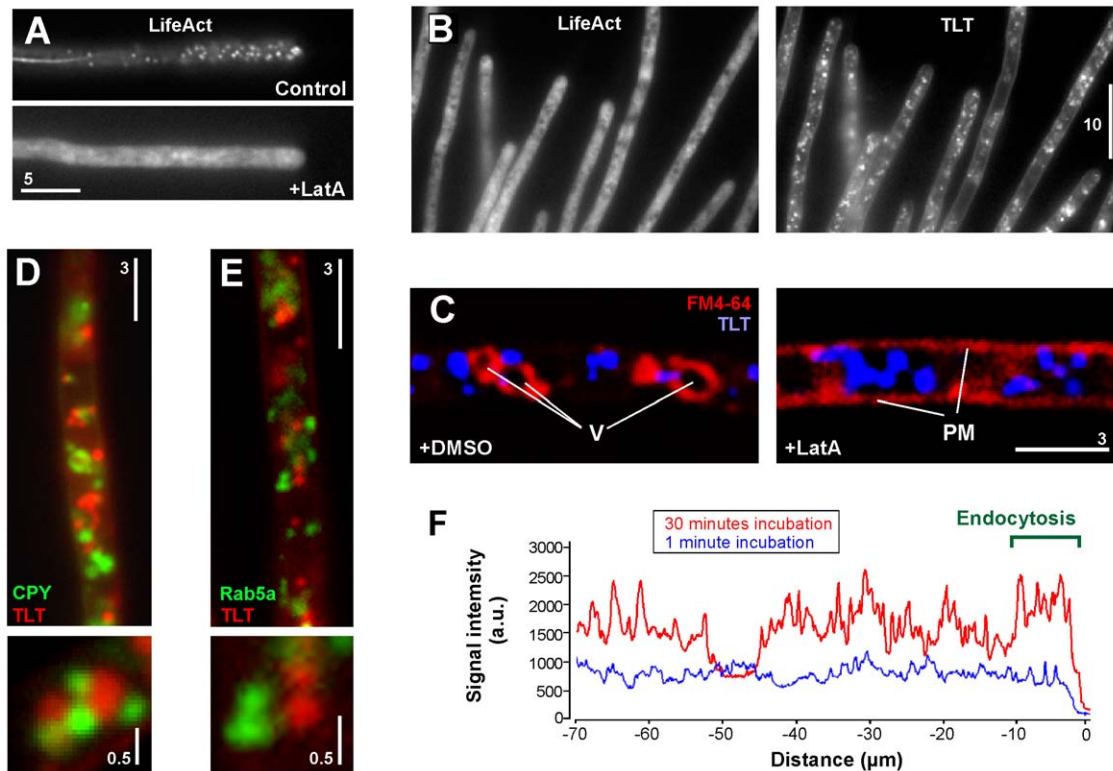 A
LifeAct
Control
5
+LatA
B
LifeAct
TLT
10
D
3
CPY
TLT
0.5
E
3
Rab5a
TLT
0.5
C
FM4-64
TLT
V
+DMSO
PM
+LatA
3
F
30 minutes incubation
1 minute incubation
Endocytosis
Signal intemsity
(a.u.)
3000
2500
2000
1500
1000
500
0
-70 -60 -50 -40 -30 -20 -10 0
Distance (µm)